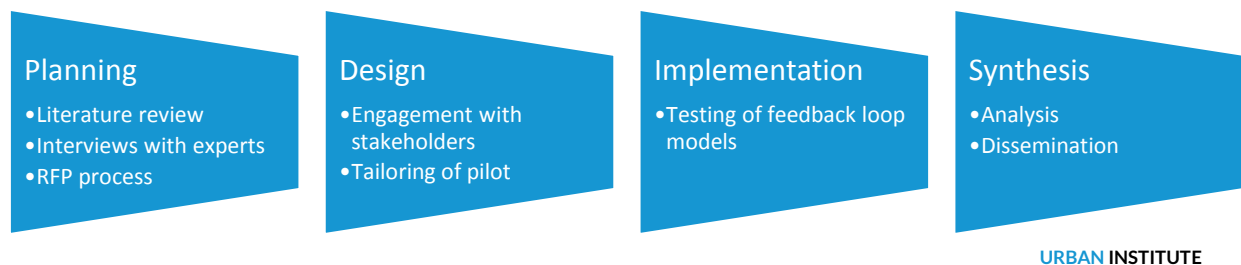 Planning
•Literature review
•Interviews with experts
•RFP process
Design
•Engagement with
stakeholders
•Tailoring of pilot
Implementation
•Testing of feedback loop
models
Synthesis
•Analysis
•Dissemination
URBAN INSTITUTE